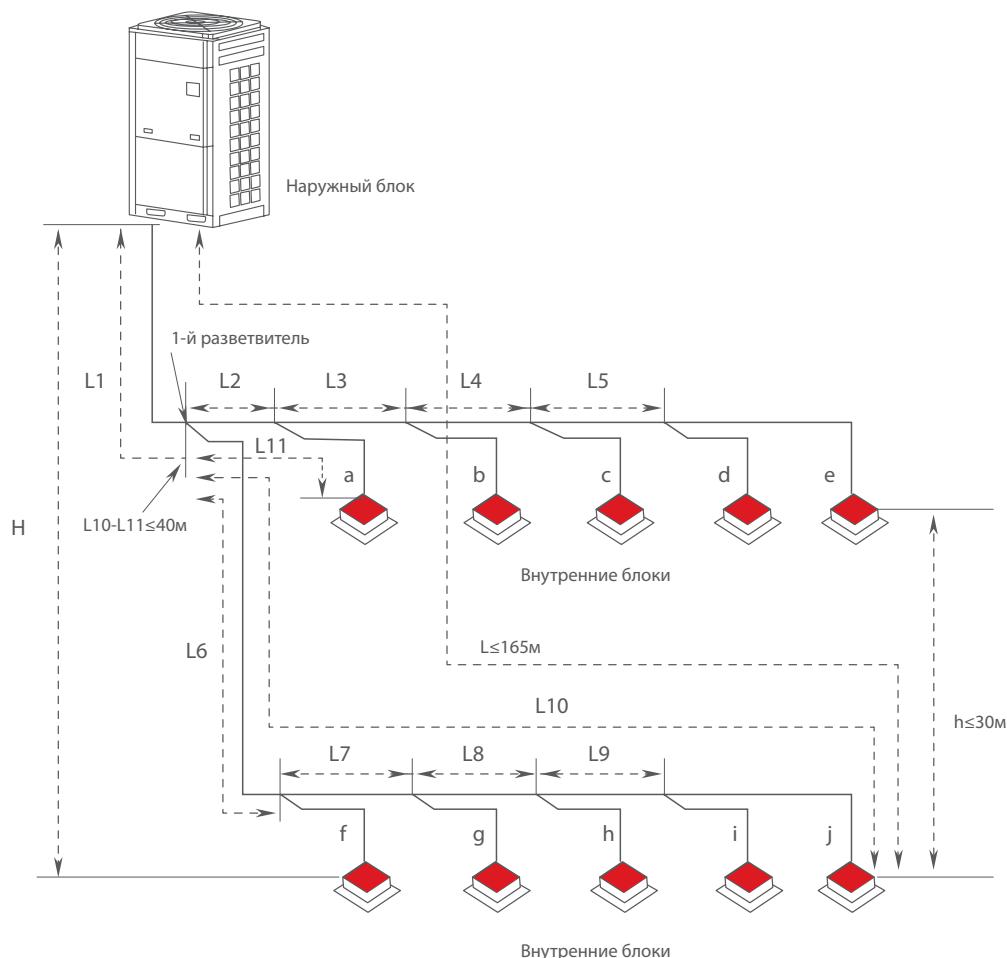 Наружный блок
1-й разветвитель
L1
L2
L3
L4
L5
L11
a
b
c
d
e
L10-L11≤40м
H
Внутренние блоки
L6
L≤165м
L10
h≤30м
L7
L8
L9
f
g
h
i
j
Внутренние блоки